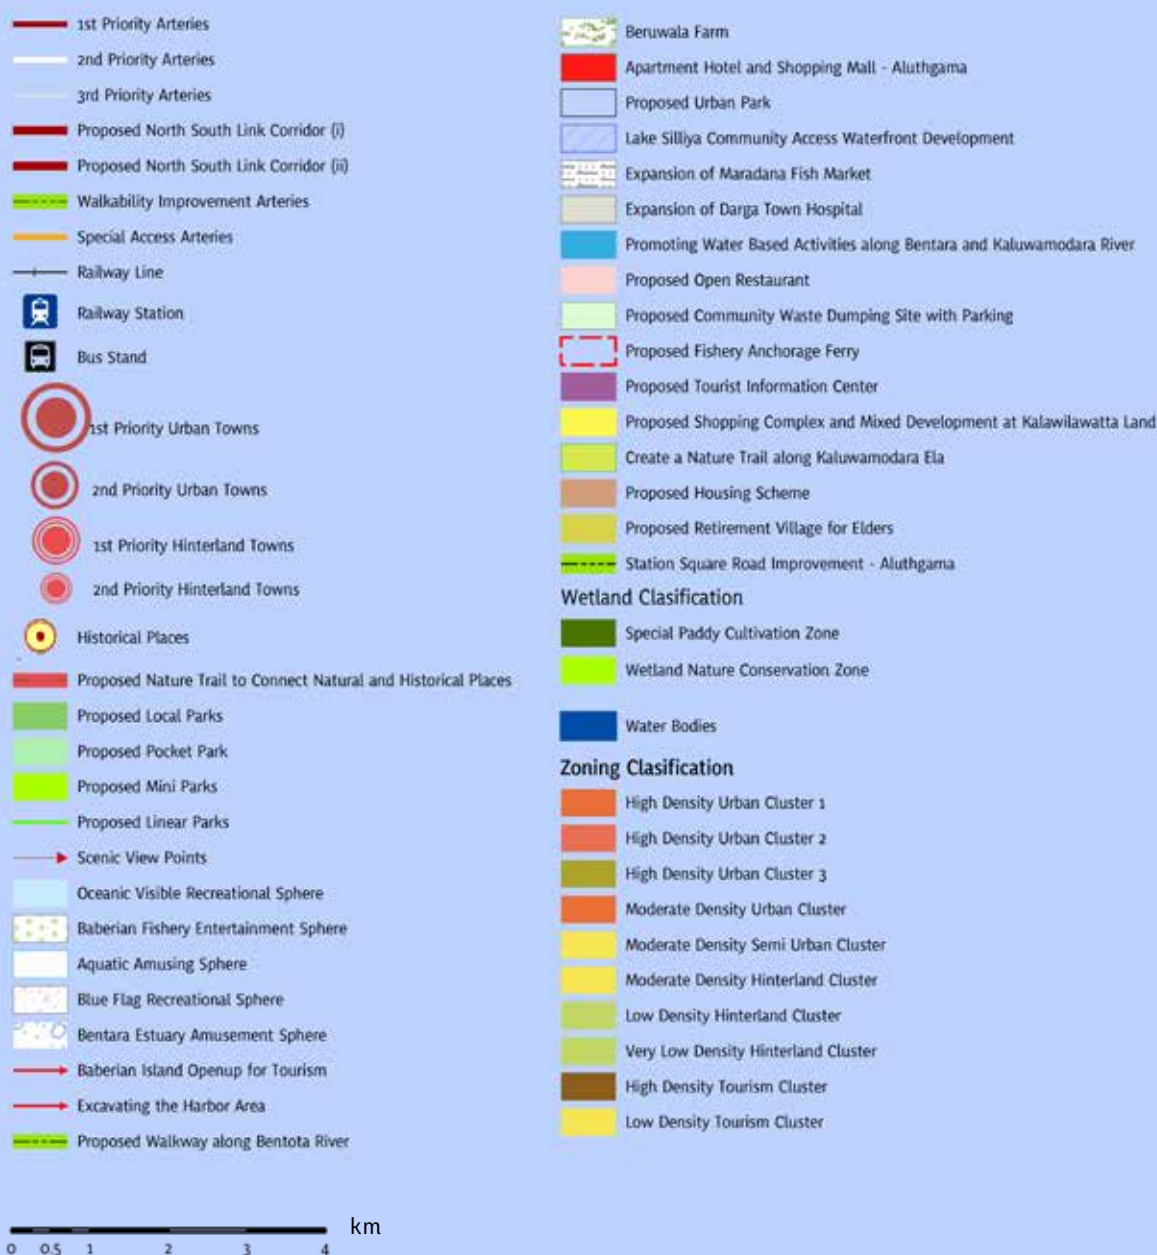 1st Priority Arteries
2nd Priority Arteries
3rd Priority Arteries
Proposed North South Link Corridor (i)
Proposed North South Link Corridor (ii)
Walkability Improvement Arteries
Special Access Arteries
Railway Line
Railway Station
Bus Stand
1st Priority Urban Towns
2nd Priority Urban Towns
1st Priority Hinterland Towns
2nd Priority Hinterland Towns
Historical Places
Proposed Nature Trail to Connect Natural and Historical Places
Proposed Local Parks
Proposed Pocket Park
Proposed Mini Parks
Proposed Linear Parks
Scenic View Points
Oceanic Visible Recreational Sphere
Baberian Fishery Entertainment Sphere
Aquatic Amusing Sphere
Blue Flag Recreational Sphere
Bentara Estuary Amusement Sphere
Baberian Island Openup for Tourism
Excavating the Harbor Area
Proposed Walkway along Bentota River
km
0 0.5 1 2 3 4
Beruwala Farm
Apartment Hotel and Shopping Mall - Aluthgama
Proposed Urban Park
Lake Silliya Community Access Waterfront Development
Expansion of Maradana Fish Market
Expansion of Darga Town Hospital
Promoting Water Based Activities along Bentara and Kaluwamodara River
Proposed Open Restaurant
Proposed Community Waste Dumping Site with Parking
Proposed Fishery Anchorage Ferry
Proposed Tourist Information Center
Proposed Shopping Complex and Mixed Development at Kalawilawatta Land
Create a Nature Trail along Kaluwamodara Ela
Proposed Housing Scheme
Proposed Retirement Village for Elders
Station Square Road Improvement - Aluthgama
Wetland Clasification
Special Paddy Cultivation Zone
Wetland Nature Conservation Zone
Water Bodies
Zoning Clasification
High Density Urban Cluster 1
High Density Urban Cluster 2
High Density Urban Cluster 3
Moderate Density Urban Cluster
Moderate Density Semi Urban Cluster
Moderate Density Hinterland Cluster
Low Density Hinterland Cluster
Very Low Density Hinterland Cluster
High Density Tourism Cluster
Low Density Tourism Cluster